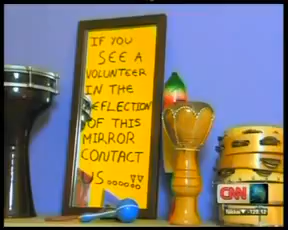 IF YOU
SEE A
VOLUNTEER
IN THE
REFLECTION
OF THIS
MIRROR
CONTACT
US......!!
CNN